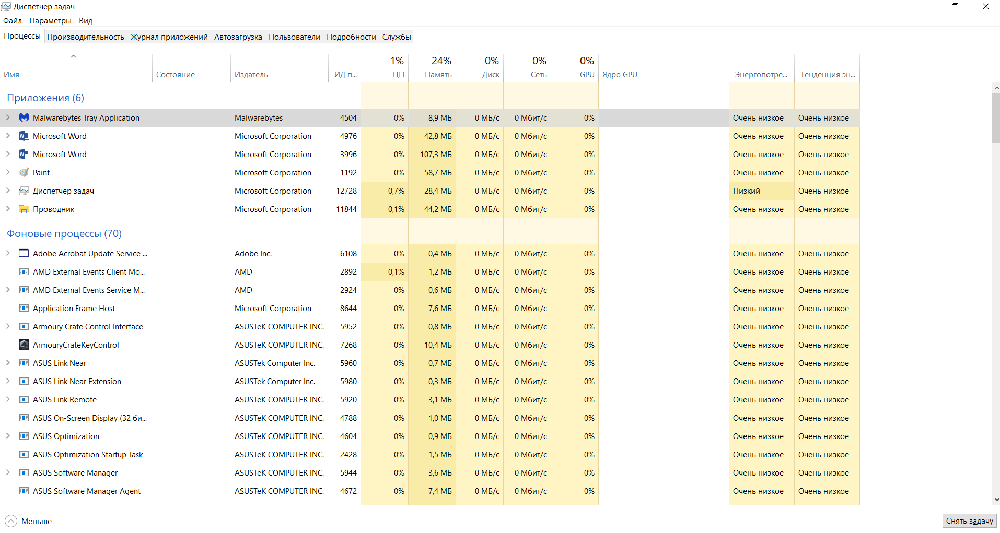 Диспетчер задач
Файл Параметры Вид
Процессы Производительность Журнал приложений Автозагрузка Пользователи Подробности Службы
1% 24% 0% 0% 0%
Имя Состояние Издатель ИД п... ЦП Память Диск Сеть GPU Ядро GPU Энергопотре... Тенденция эн...
Приложения (6)
Malwarebytes Tray Application Malwarebytes 4504 0% 8,9 МБ 0 МБ/с 0 Мбит/с 0% Очень низкое Очень низкое
Microsoft Word Microsoft Corporation 4976 0% 42,8 МБ 0 МБ/с 0 Мбит/с 0% Очень низкое Очень низкое
Microsoft Word Microsoft Corporation 3996 0% 107,3 МБ 0 МБ/с 0 Мбит/с 0% Очень низкое Очень низкое
Paint Microsoft Corporation 1192 0% 58,7 МБ 0 МБ/с 0 Мбит/с 0% Очень низкое Очень низкое
Диспетчер задач Microsoft Corporation 12728 0,7% 28,4 МБ 0 МБ/с 0 Мбит/с 0% Низкий Очень низкое
Проводник Microsoft Corporation 11844 0,1% 44,2 МБ 0 МБ/с 0 Мбит/с 0% Очень низкое Очень низкое
Фоновые процессы (70)
Adobe Acrobat Update Service ... Adobe Inc. 6108 0% 0,4 МБ 0 МБ/с 0 Мбит/с 0% Очень низкое Очень низкое
AMD External Events Client Mo... AMD 2892 0,1% 1,2 МБ 0 МБ/с 0 Мбит/с 0% Очень низкое Очень низкое
AMD External Events Service M... AMD 2924 0% 0,6 МБ 0 МБ/с 0 Мбит/с 0% Очень низкое Очень низкое
Application Frame Host Microsoft Corporation 8644 0% 7,6 МБ 0 МБ/с 0 Мбит/с 0% Очень низкое Очень низкое
Armoury Crate Control Interface ASUSTeK COMPUTER INC. 5952 0% 0,8 МБ 0 МБ/с 0 Мбит/с 0% Очень низкое Очень низкое
ArmouryCrateKeyControl ASUSTeK COMPUTER INC. 7268 0% 10,4 МБ 0 МБ/с 0 Мбит/с 0% Очень низкое Очень низкое
ASUS Link Near ASUSTek Computer Inc. 5960 0% 0,7 МБ 0 МБ/с 0 Мбит/с 0% Очень низкое Очень низкое
ASUS Link Near Extension ASUSTek Computer Inc. 5980 0% 0,3 МБ 0 МБ/с 0 Мбит/с 0% Очень низкое Очень низкое
ASUS Link Remote ASUSTeK COMPUTER INC. 5920 0% 3,1 МБ 0 МБ/с 0 Мбит/с 0% Очень низкое Очень низкое
ASUS On-Screen Display (32 би... ASUSTeK COMPUTER INC. 4788 0% 1,0 МБ 0 МБ/с 0 Мбит/с 0% Очень низкое Очень низкое
ASUS Optimization ASUSTeK COMPUTER INC. 4604 0% 0,9 МБ 0 МБ/с 0 Мбит/с 0% Очень низкое Очень низкое
ASUS Optimization Startup Task ASUSTeK COMPUTER INC. 2428 0% 1,5 МБ 0 МБ/с 0 Мбит/с 0% Очень низкое Очень низкое
ASUS Software Manager ASUSTeK COMPUTER INC. 5944 0% 3,6 МБ 0 МБ/с 0 Мбит/с 0% Очень низкое Очень низкое
ASUS Software Manager Agent ASUSTeK COMPUTER INC. 4672 0% 7,4 МБ 0 МБ/с 0 Мбит/с 0% Очень низкое Очень низкое
Меньше Снять задачу